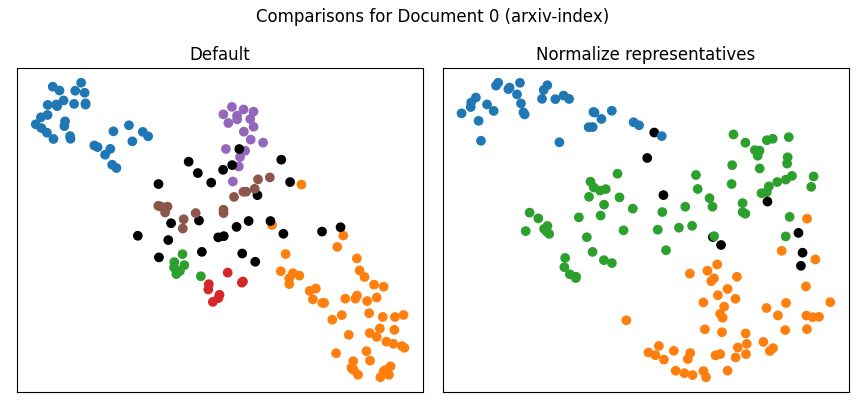 Comparisons for Document 0 (arxiv-index)
Default
Normalize representatives